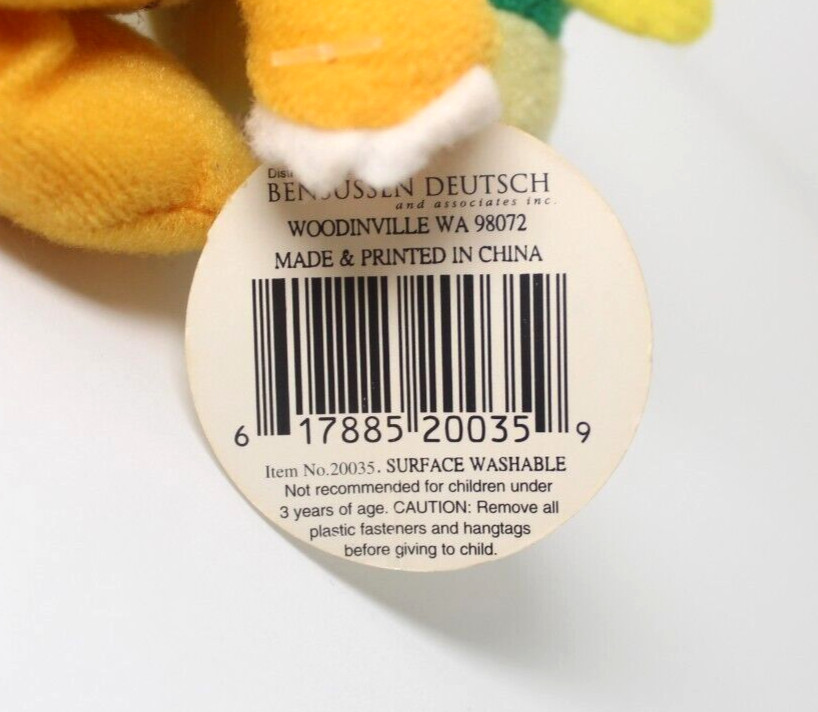 BENSUSSEN DEUTSCH
and associates inc.
WOODINVILLE WA 98072
MADE & PRINTED IN CHINA
6 17885 20035 9
Item No.20035. SURFACE WASHABLE
Not recommended for children under
3 years of age. CAUTION: Remove all
plastic fasteners and hangtags
before giving to child.